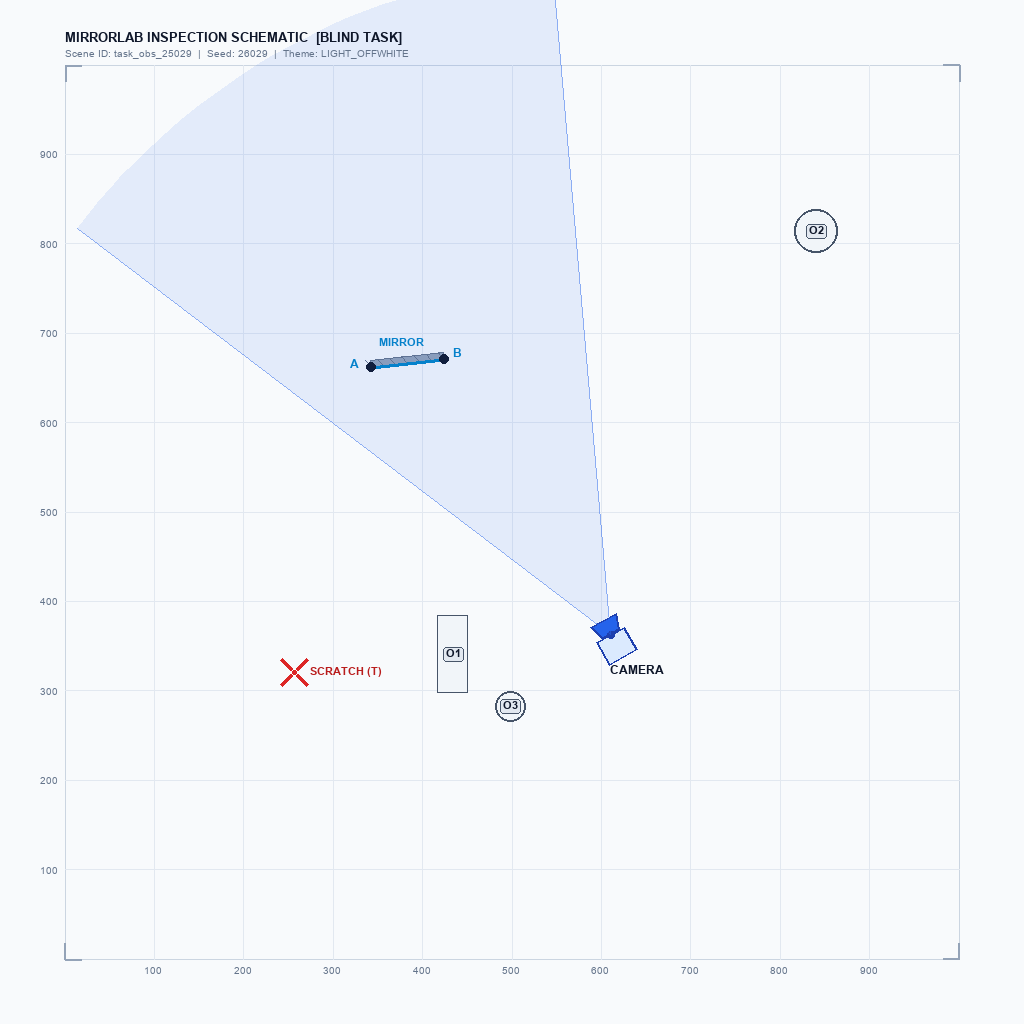 MIRRORLAB INSPECTION SCHEMATIC [BLIND TASK]
Scene ID: task_obs_25029 | Seed: 26029 | Theme: LIGHT_OFFWHITE
900
O2
800
MIRROR
700
A
B
600
500
400
O1
SCRATCH (T)
CAMERA
300
O3
200
100
100 200 300 400 500 600 700 800 900